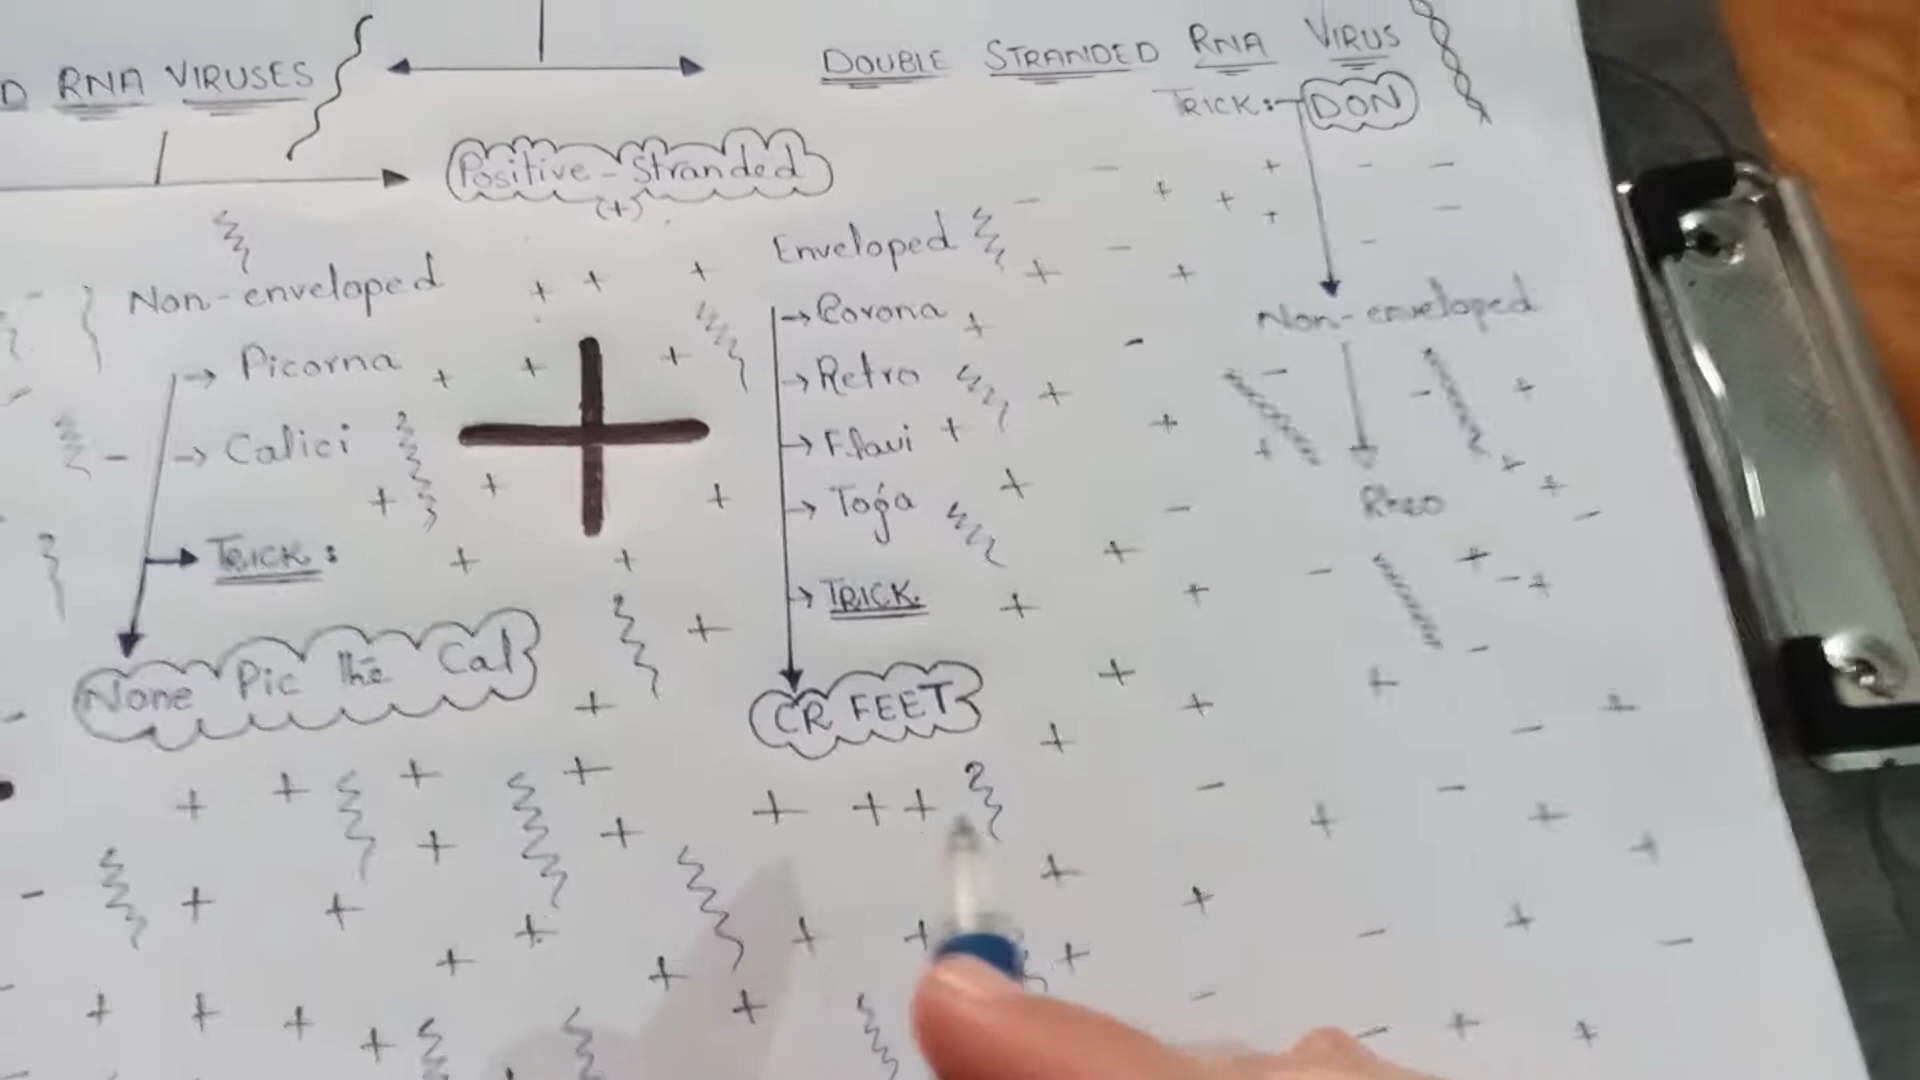 D RNA VIRUSES
DOUBLE STRANDED RNA VIRUS
TRICK:- DON
Positive-Stranded
(+)
Non-enveloped
→ Picorna
→ Calici
→ TRICK:
None Pic the Cal
Enveloped
→ Corona
→ Retro
→ Flavi
→ Toga
→ TRICK.
CR FEET
Non-enveloped